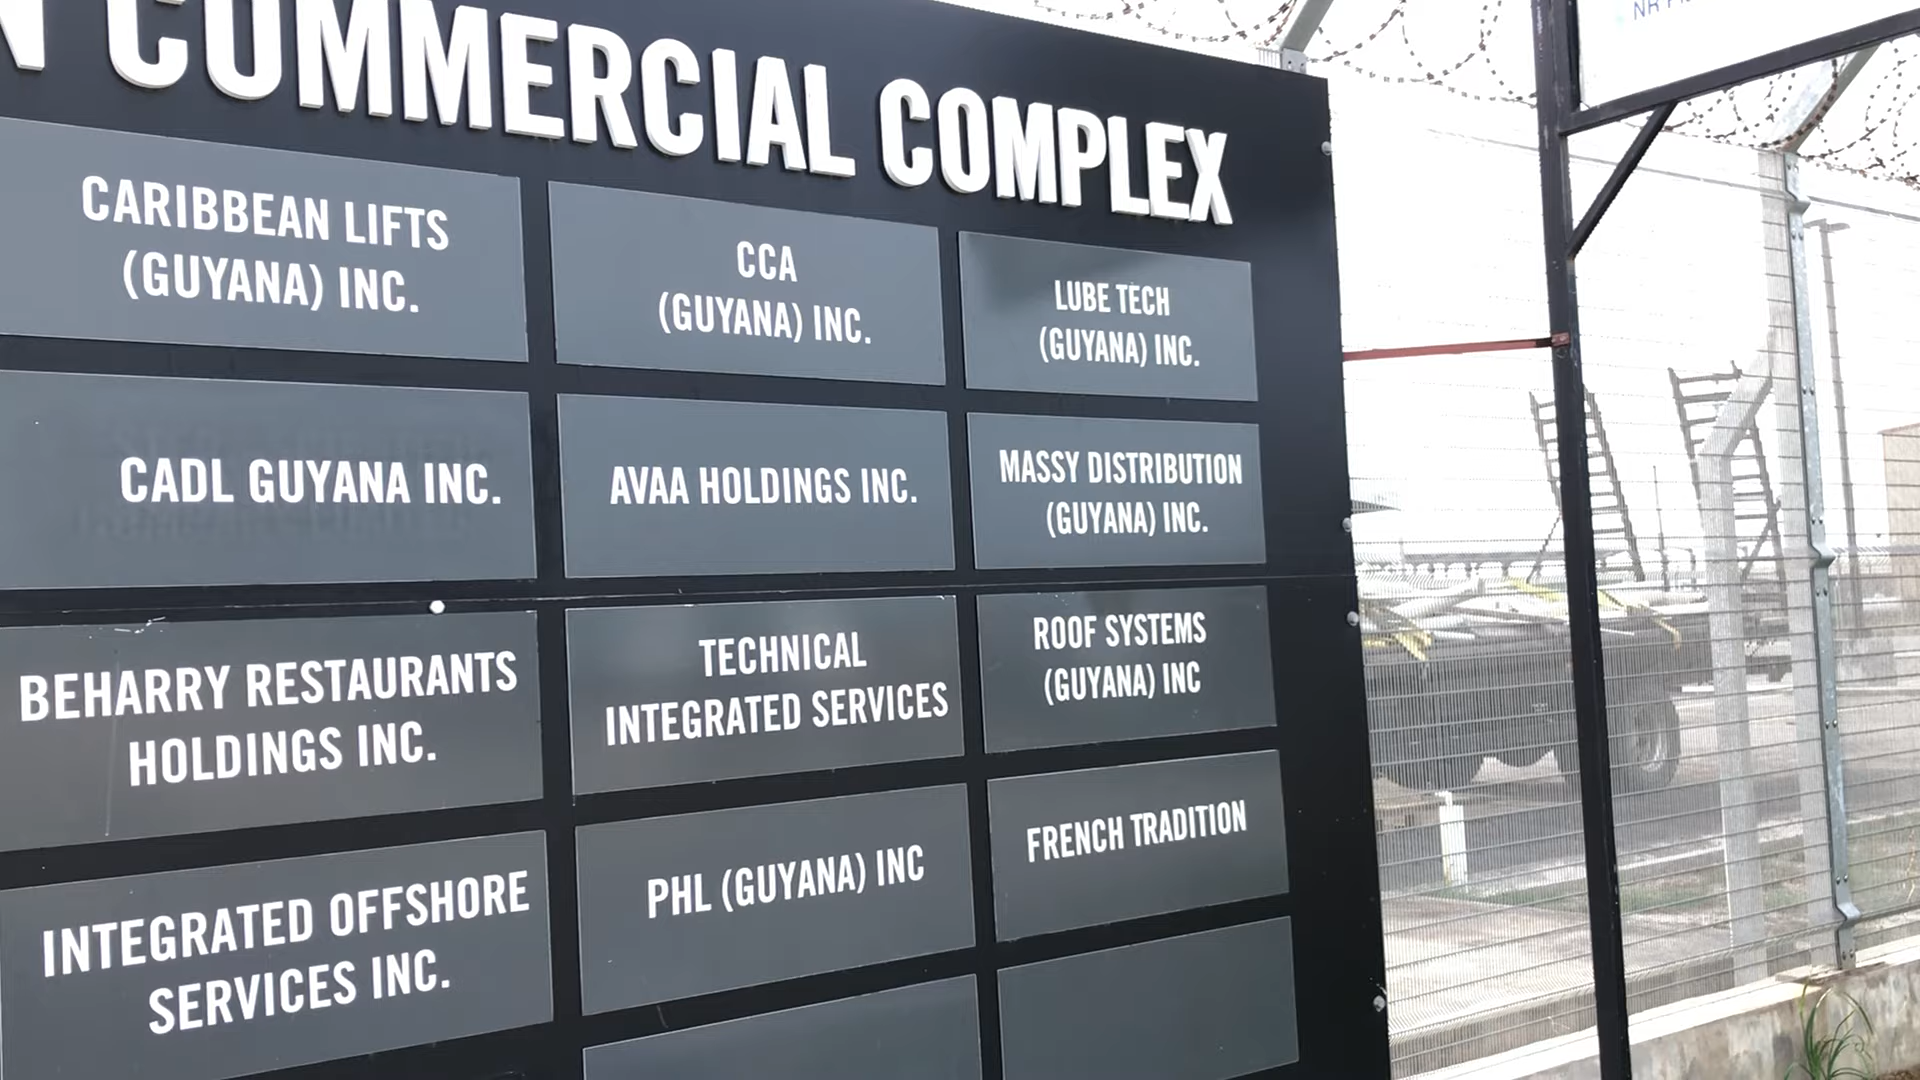 COMMERCIAL COMPLEX
CARIBBEAN LIFTS
(GUYANA) INC.
CCA
(GUYANA) INC.
LUBE TECH
(GUYANA) INC.
CADL GUYANA INC.
AVAA HOLDINGS INC.
MASSY DISTRIBUTION
(GUYANA) INC.
BEHARRY RESTAURANTS
HOLDINGS INC.
TECHNICAL
INTEGRATED SERVICES
ROOF SYSTEMS
(GUYANA) INC
INTEGRATED OFFSHORE
SERVICES INC.
PHL (GUYANA) INC
FRENCH TRADITION